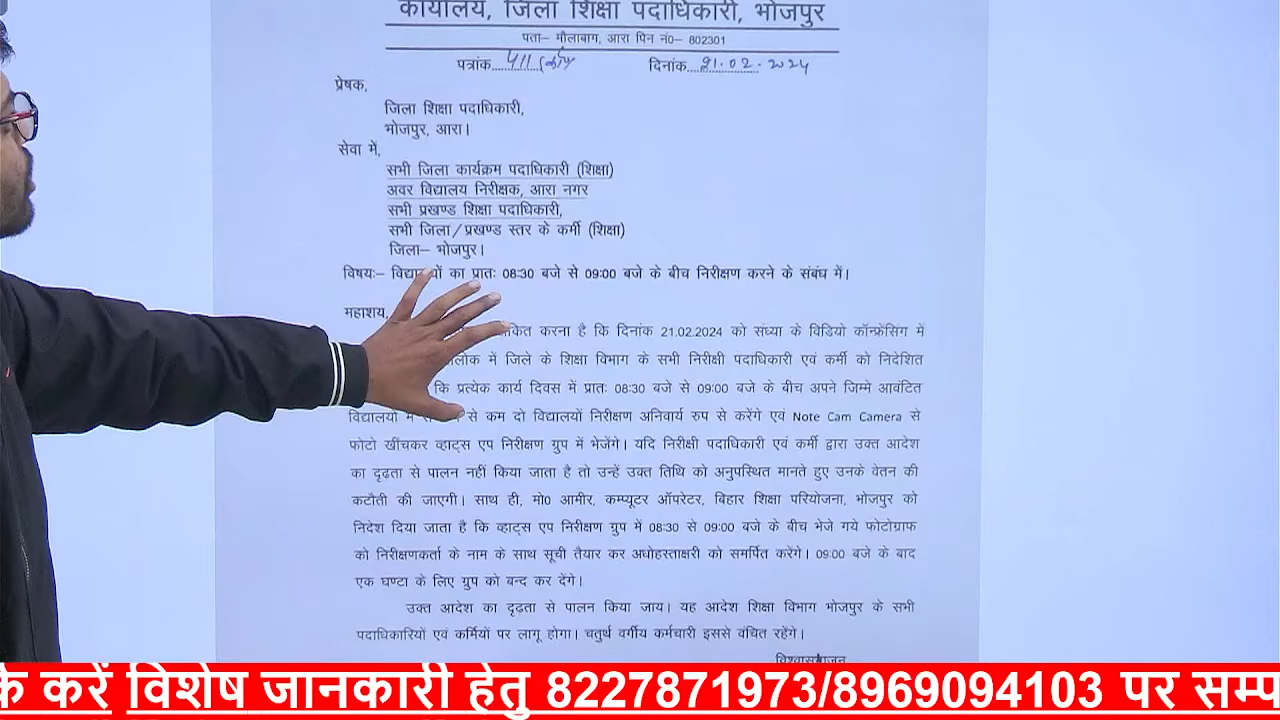 कार्यालय, जिला शिक्षा पदाधिकारी, भोजपुर
पता– मौलाबाग, आरा पिन नं०– 802301
पत्रांक 411 दिनांक 21.02.2024
प्रेषक,
जिला शिक्षा पदाधिकारी,
भोजपुर, आरा।
सेवा में,
सभी जिला कार्यक्रम पदाधिकारी (शिक्षा)
अवर विद्यालय निरीक्षक, आरा नगर
सभी प्रखण्ड शिक्षा पदाधिकारी,
सभी जिला/प्रखण्ड स्तर के कर्मी (शिक्षा)
जिला– भोजपुर।
विषयः– का प्रातः 08:30 बजे से 09:00 बजे के बीच निरीक्षण करने के संबंध में।
महाशय,
करना है कि दिनांक 21.02.2024 को संध्या के विडियो कॉन्फ्रेंसिग में
में जिले के शिक्षा विभाग के सभी निरीक्षी पदाधिकारी एवं कर्मी को निदेशित
कि प्रत्येक कार्य दिवस में प्रातः 08:30 बजे से 09:00 बजे के बीच अपने जिम्मे आवंटित
विद्यालयों में से कम दो विद्यालयों निरीक्षण अनिवार्य रुप से करेंगे एवं Note Cam Camera से
फोटो खींचकर व्हाट्स एप निरीक्षण ग्रुप में भेजेंगे। यदि निरीक्षी पदाधिकारी एवं कर्मी द्वारा उक्त आदेश
का दृढ़ता से पालन नहीं किया जाता है तो उन्हें उक्त तिथि को अनुपस्थित मानते हुए उनके वेतन की
कटौती की जाएगी। साथ ही, मो0 आमीर, कम्प्यूटर ऑपरेटर, बिहार शिक्षा परियोजना, भोजपुर को
निदेश दिया जाता है कि व्हाट्स एप निरीक्षण ग्रुप में 08:30 से 09:00 बजे के बीच भेजे गये फोटोग्राफ
को निरीक्षणकर्ता के नाम के साथ सूची तैयार कर अधोहस्ताक्षरी को समर्पित करेंगे। 09:00 बजे के बाद
एक घण्टा के लिए ग्रुप को बन्द कर देंगे।
उक्त आदेश का दृढ़ता से पालन किया जाय। यह आदेश शिक्षा विभाग भोजपुर के सभी
पदाधिकारियों एवं कर्मियों पर लागू होगा। चतुर्थ वर्गीय कर्मचारी इससे वंचित रहेंगे।
विश्वासभाजन
के करें विशेष जानकारी हेतु 8227871973/8969094103 पर सम्प